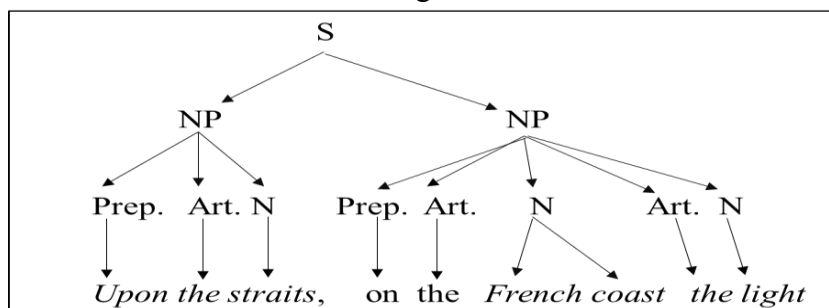 S
NP NP
Prep. Art. N Prep. Art. N Art. N
Upon the straits, on the French coast the light